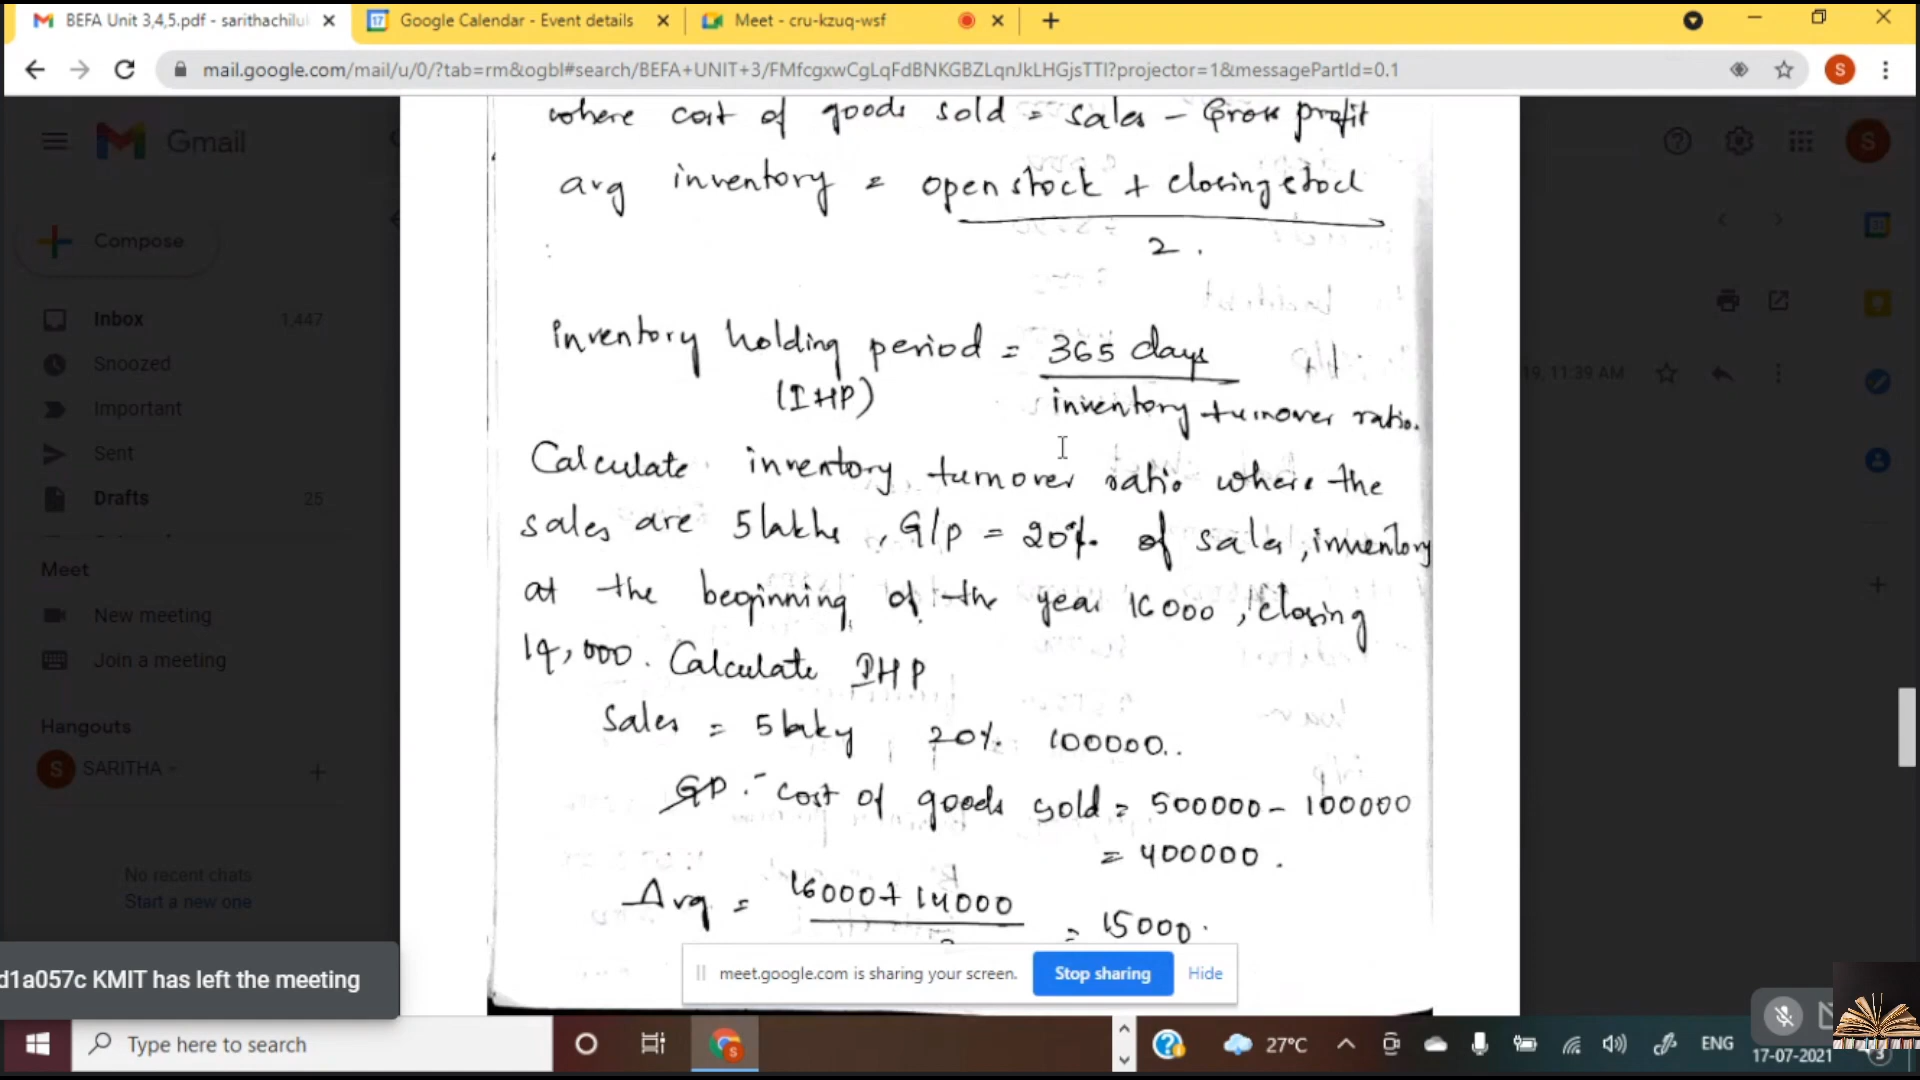 BEFA Unit 3,4,5.pdf - sarithachilu
Google Calendar - Event details
Meet - cru-kzuq-wsf
mail.google.com/mail/u/0/?tab=rm&ogbl#search/BEFA+UNIT+3/FMfcgxwCgLqFdBNKGBZLqnJkLHGjsTTl?projector=1&messagePartId=0.1
S
Gmail
S
Compose
Inbox 1,447
Snoozed
Important
Sent
Drafts 25
Meet
New meeting
Join a meeting
Hangouts
S SARITHA
No recent chats
Start a new one
19, 11:39 AM
where cost of goods sold = sales - Gross profit
avg inventory = open stock + closing stock
2.
Inventory holding period = 365 days
(IHP) inventory turnover ratio.
Calculate inventory turnover ratio where the
sales are 5 lakhs, G/P = 20% of sales, inventory
at the beginning of the year 16000, closing
14,000. Calculate IHP
Sales = 5 laky 20% 100000..
GP. cost of goods sold = 500000 - 100000
= 400000.
Avg = 16000+14000
= 15000.
d1a057c KMIT has left the meeting
meet.google.com is sharing your screen. Stop sharing Hide
Type here to search
27°C
ENG
17-07-2021
3